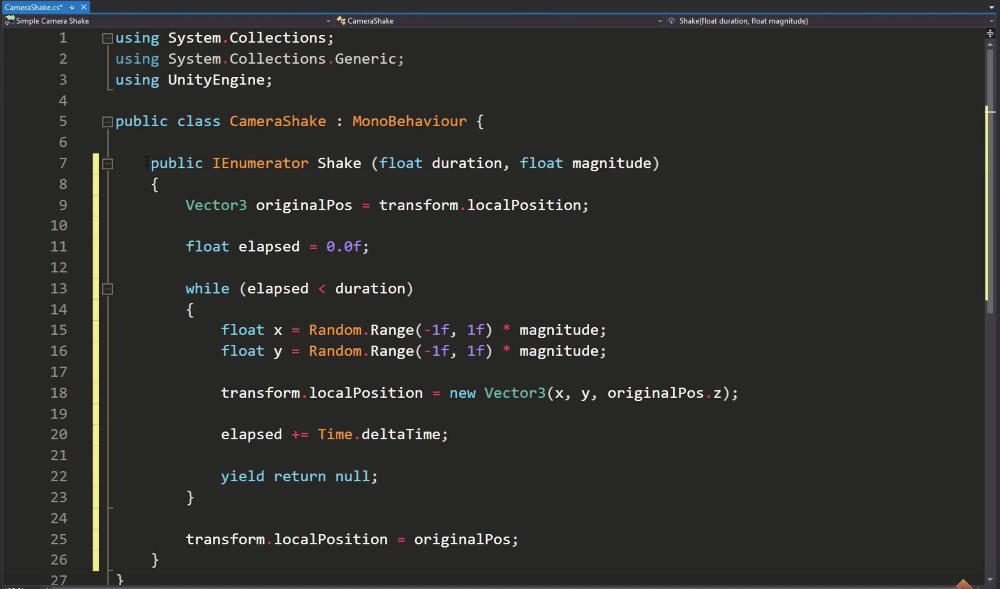 CameraShake.cs*
Simple Camera Shake CameraShake Shake(float duration, float magnitude)
1 using System.Collections;
2 using System.Collections.Generic;
3 using UnityEngine;
4
5 public class CameraShake : MonoBehaviour {
6
7 public IEnumerator Shake (float duration, float magnitude)
8 {
9 Vector3 originalPos = transform.localPosition;
10
11 float elapsed = 0.0f;
12
13 while (elapsed < duration)
14 {
15 float x = Random.Range(-1f, 1f) * magnitude;
16 float y = Random.Range(-1f, 1f) * magnitude;
17
18 transform.localPosition = new Vector3(x, y, originalPos.z);
19
20 elapsed += Time.deltaTime;
21
22 yield return null;
23 }
24
25 transform.localPosition = originalPos;
26 }
27 }